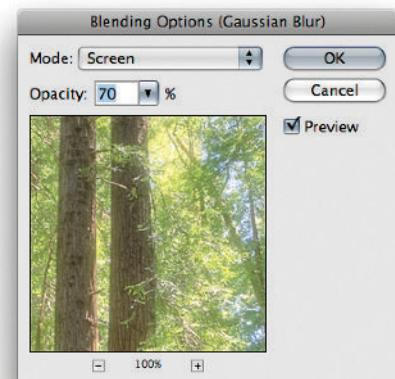 Blending Options (Gaussian Blur)
Mode: Screen
OK
Opacity: 70 %
Cancel
Preview
100%